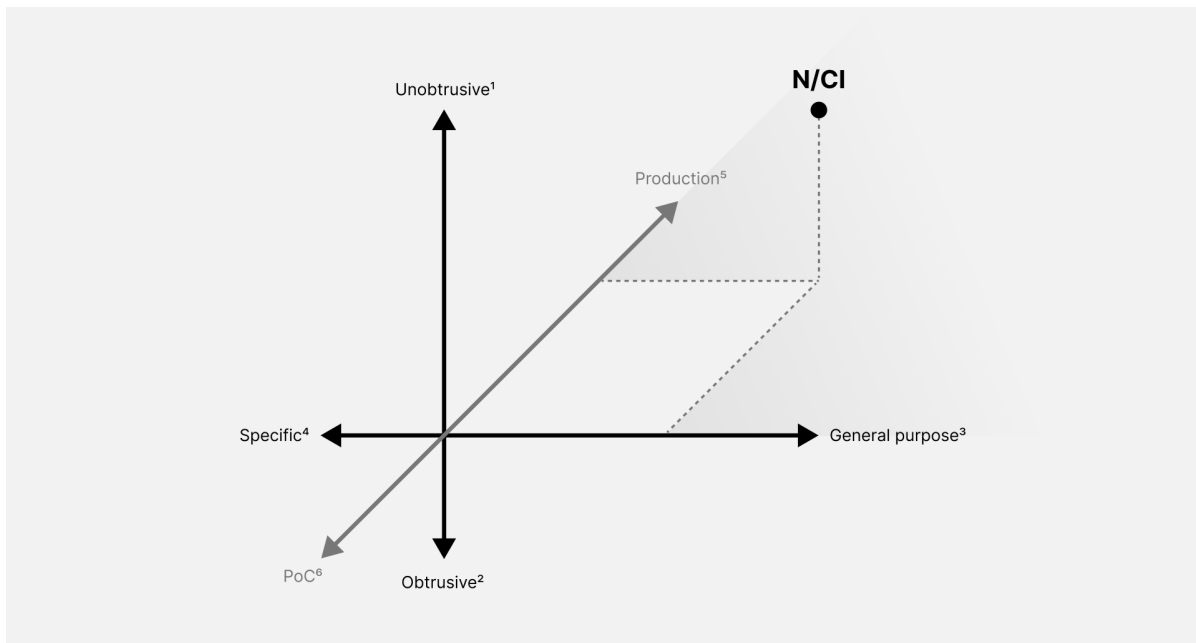 N/CI
Unobtrusive¹
Production⁵
Specific⁴
General purpose³
PoC⁶
Obtrusive²